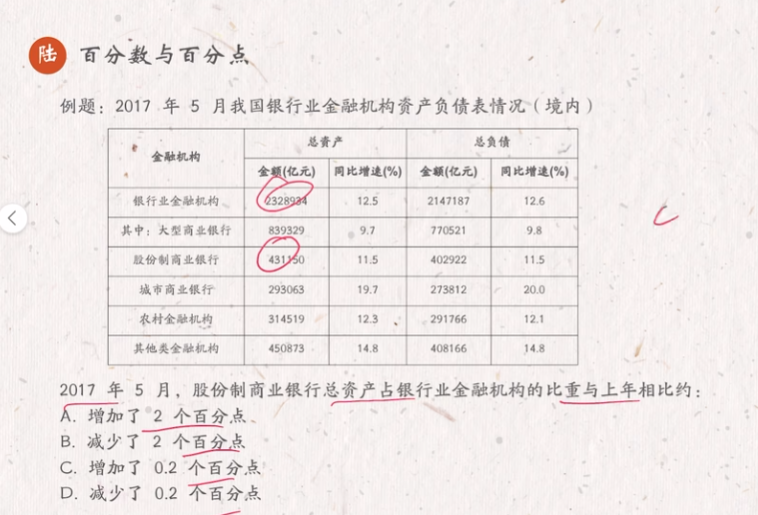 陆 百分数与百分点
例题：2017 年 5 月我国银行业金融机构资产负债表情况（境内）
金融机构 总资产 总负债
金额(亿元) 同比增速(%) 金额(亿元) 同比增速(%)
银行业金融机构 2328934 12.5 2147187 12.6
其中：大型商业银行 839329 9.7 770521 9.8
股份制商业银行 431150 11.5 402922 11.5
城市商业银行 293063 19.7 273812 20.0
农村金融机构 314519 12.3 291766 12.1
其他类金融机构 450873 14.8 408166 14.8
2017 年 5 月，股份制商业银行总资产占银行业金融机构的比重与上年相比约：
A. 增加了 2 个百分点
B. 减少了 2 个百分点
C. 增加了 0.2 个百分点
D. 减少了 0.2 个百分点